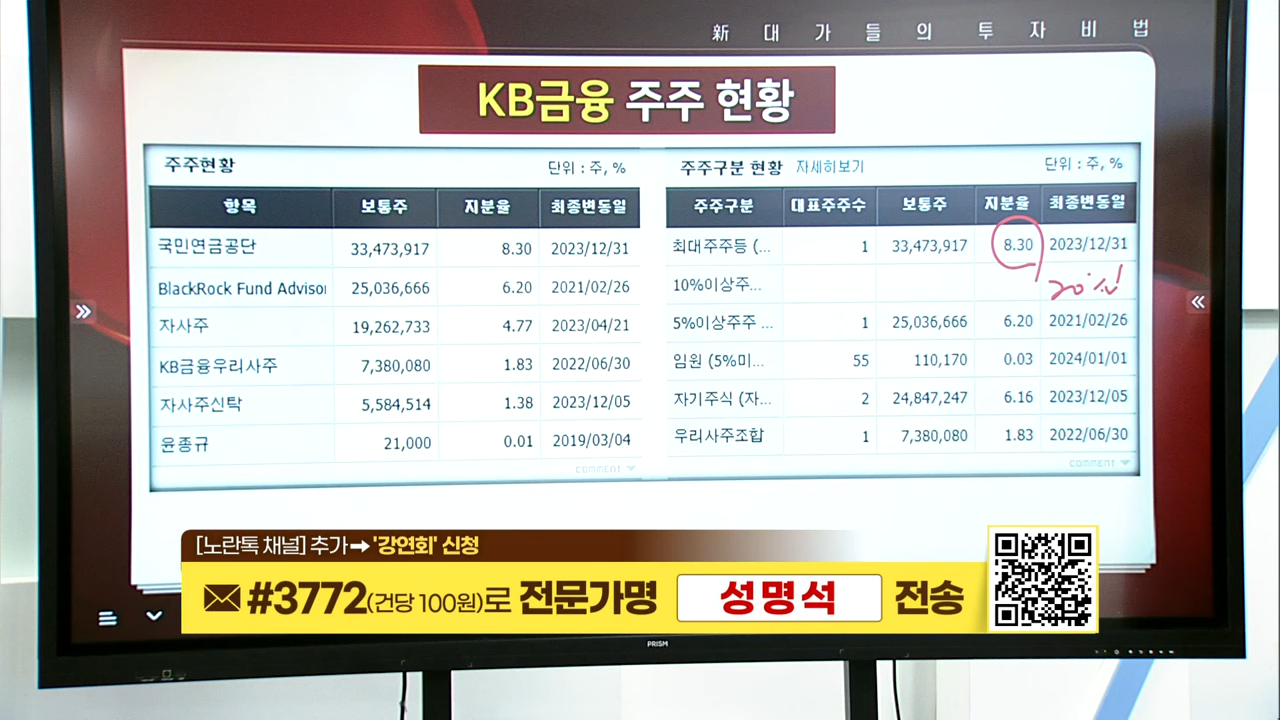 新 대 가 들 의 투 자 비 법
KB금융 주주 현황
주주현황 단위 : 주, %
항목 보통주 지분율 최종변동일
국민연금공단 33,473,917 8.30 2023/12/31
BlackRock Fund Advisor 25,036,666 6.20 2021/02/26
자사주 19,262,733 4.77 2023/04/21
KB금융우리사주 7,380,080 1.83 2022/06/30
자사주신탁 5,584,514 1.38 2023/12/05
윤종규 21,000 0.01 2019/03/04
comment
주주구분 현황 자세히보기 단위 : 주, %
주주구분 대표주주수 보통주 지분율 최종변동일
최대주주등 (... 1 33,473,917 8.30 2023/12/31
10%이상주...
5%이상주주 ... 1 25,036,666 6.20 2021/02/26
임원 (5%미... 55 110,170 0.03 2024/01/01
자기주식 (자... 2 24,847,247 6.16 2023/12/05
우리사주조합 1 7,380,080 1.83 2022/06/30
comment
[노란톡 채널] 추가➡'강연회' 신청
#3772(건당 100원)로 전문가명 성명석 전송
PRISM